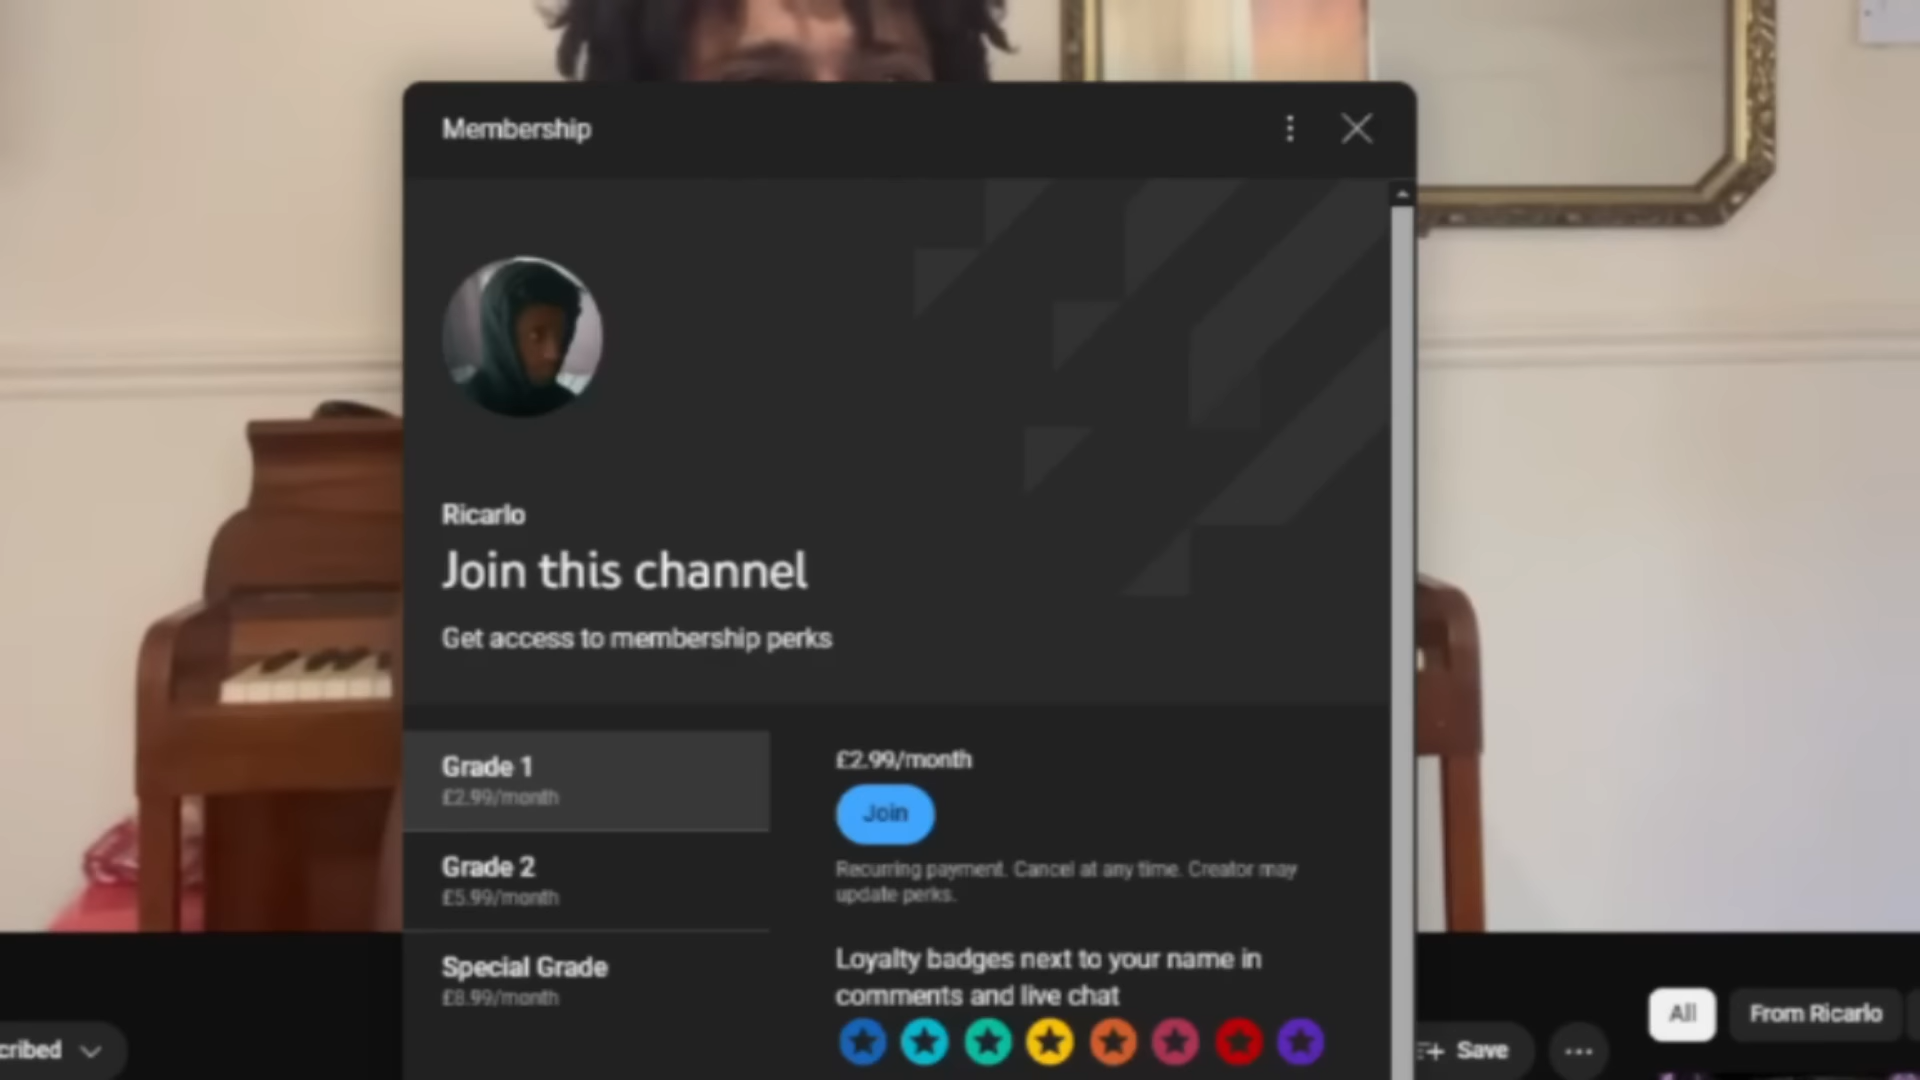 Membership
Ricarlo
Join this channel
Get access to membership perks
Grade 1
£2.99/month
Grade 2
£5.99/month
Special Grade
£8.99/month
£2.99/month
Join
Recurring payment. Cancel at any time. Creator may
update perks.
Loyalty badges next to your name in
comments and live chat
cribed
Save
All
From Ricarlo